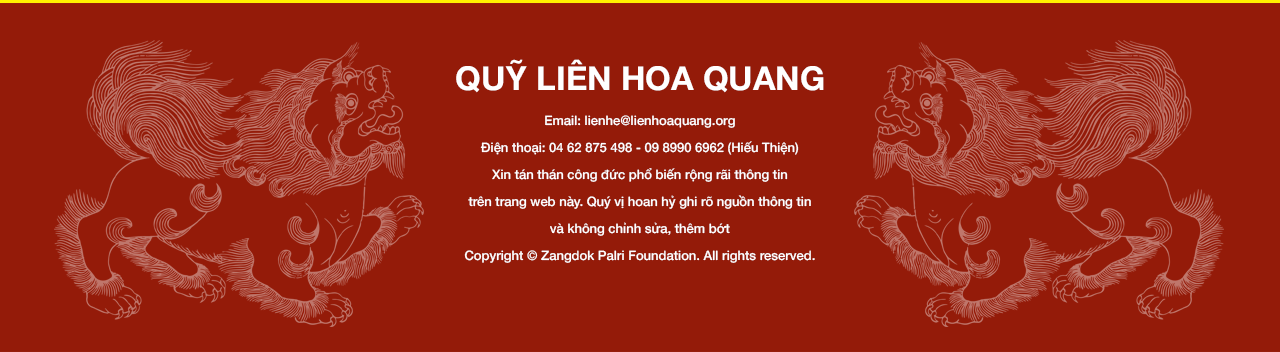 QUỸ LIÊN HOA QUANG
Email: lienhe@lienhoaquang.org
Điện thoại: 04 62 875 498 - 09 8990 6962 (Hiếu Thiện)
Xin tán thán công đức phổ biến rộng rãi thông tin
trên trang web này. Quý vị hoan hỷ ghi rõ nguồn thông tin
và không chỉnh sửa, thêm bớt
Copyright © Zangdok Palri Foundation. All rights reserved.